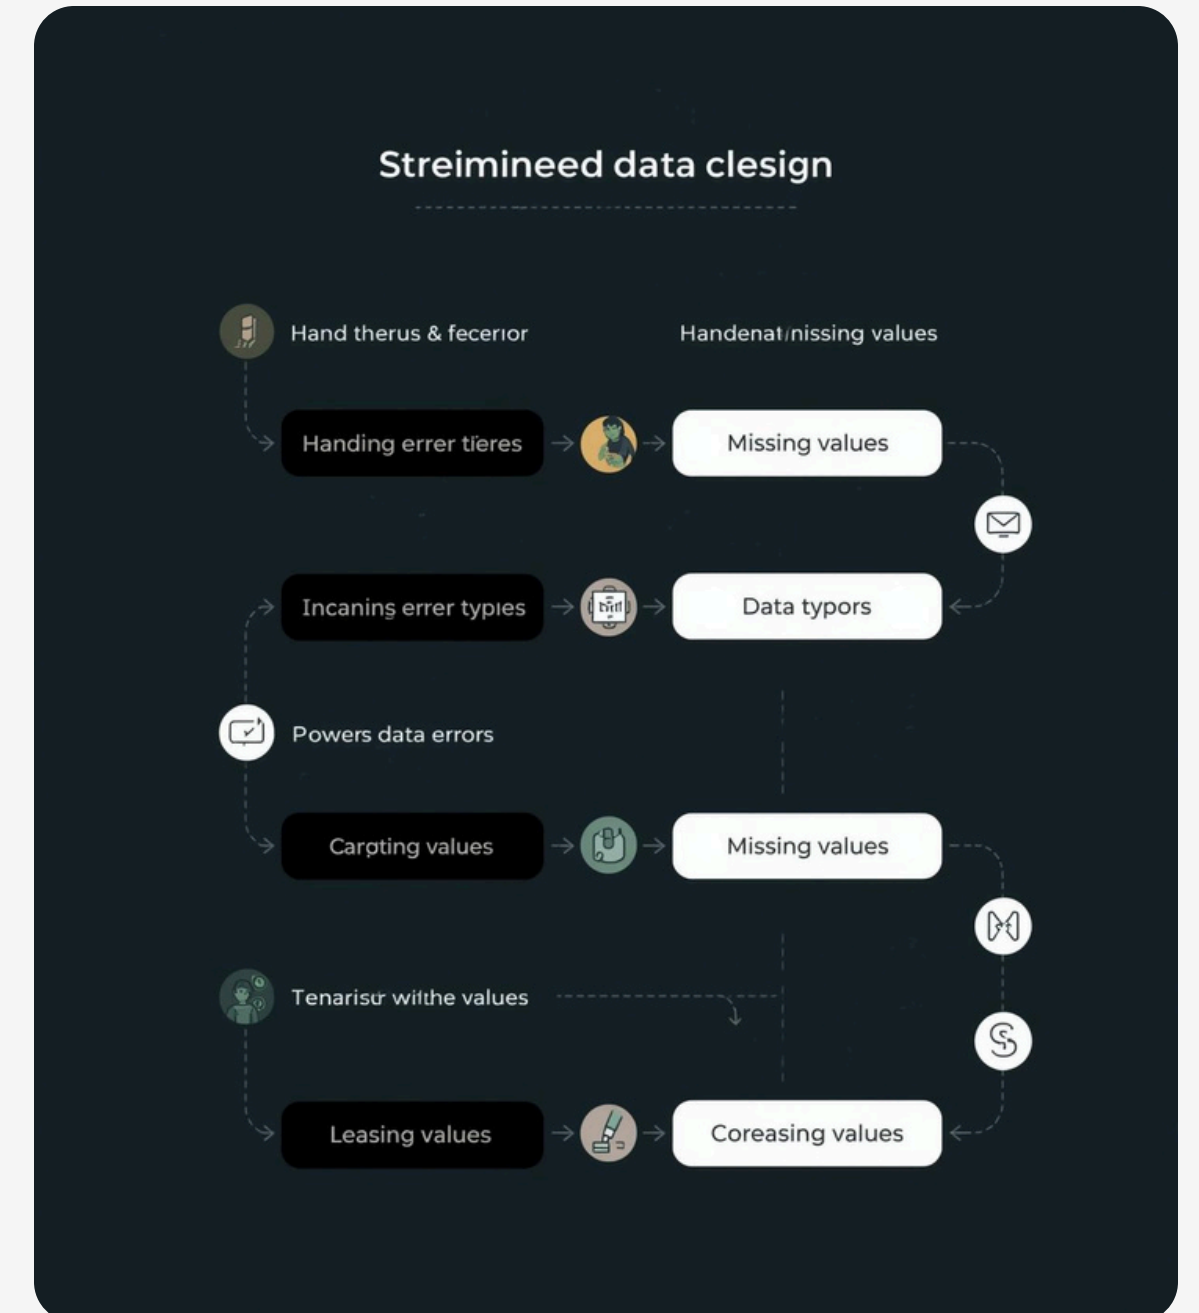 Streimineed data clesign
Hand therus & fecerior
Handenat/nissing values
Handing errer tieres
Missing values
Incanins errer typies
Data typors
Powers data errors
Carpting values
Missing values
Tenarisur wilthe values
Leasing values
Coreasing values